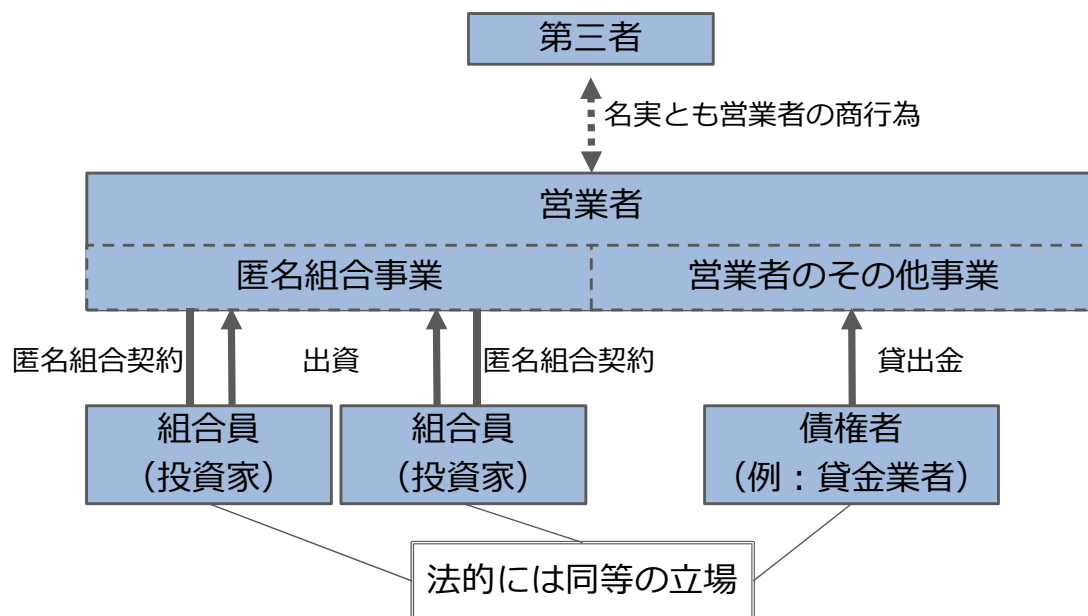 第三者
名実とも営業者の商行為
営業者
匿名組合事業
営業者のその他事業
匿名組合契約
出資
匿名組合契約
貸出金
組合員
（投資家）
組合員
（投資家）
債権者
（例：貸金業者）
法的には同等の立場